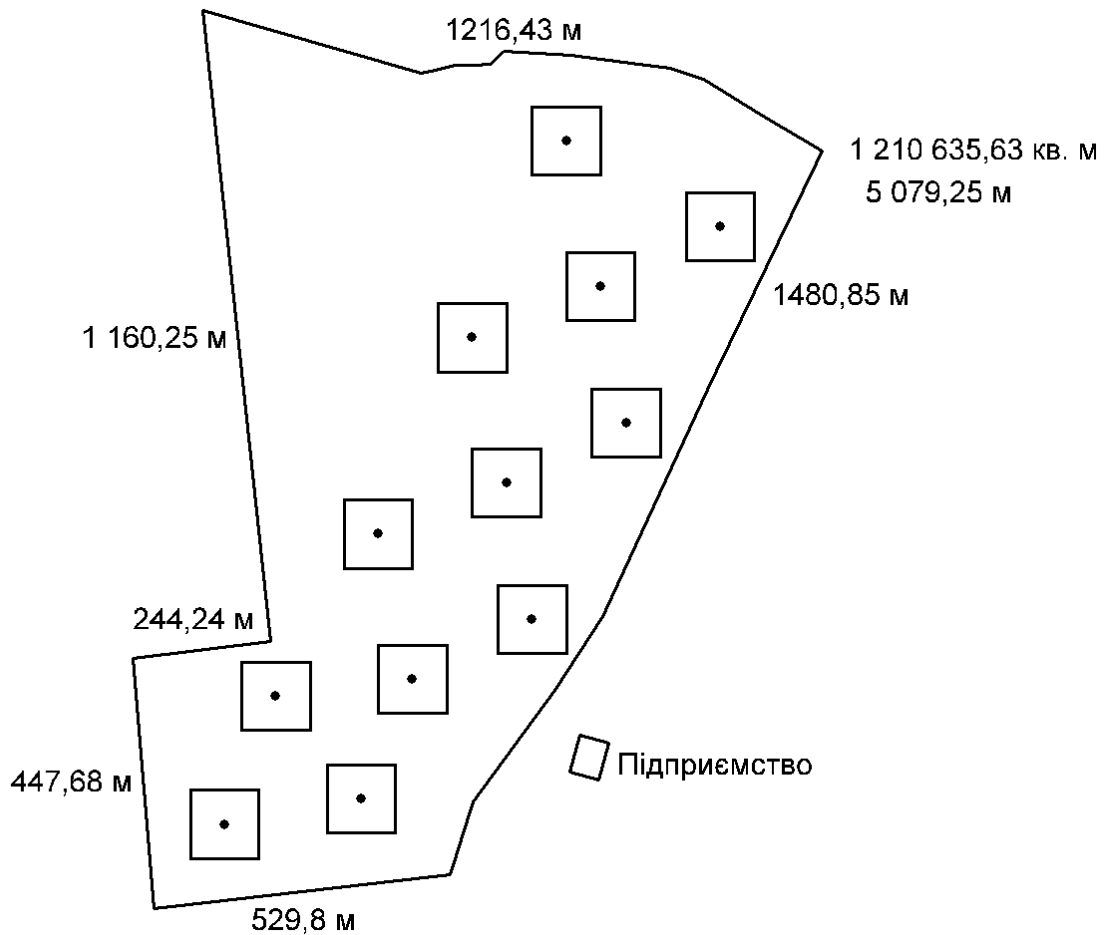 1216,43 м
1 210 635,63 кв. м
5 079,25 м
1480,85 м
1 160,25 м
244,24 м
Підприємство
447,68 м
529,8 м